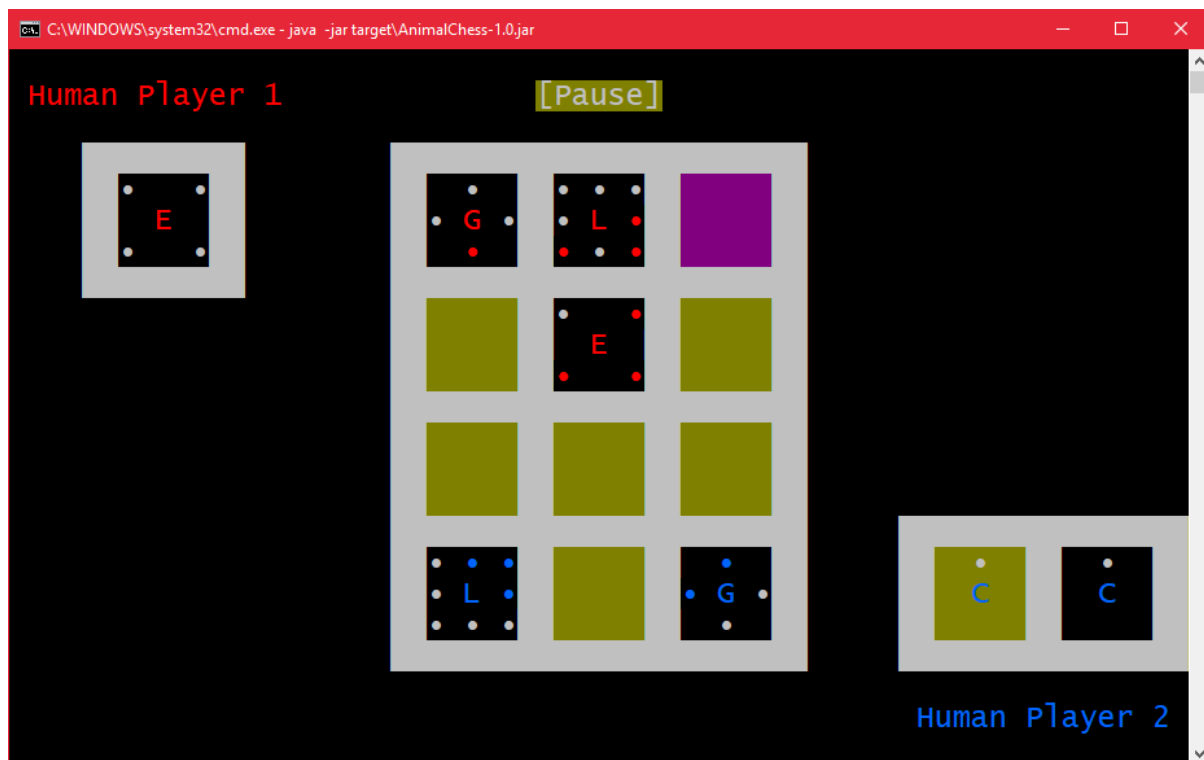 C:\WINDOWS\system32\cmd.exe - java -jar target\AnimalChess-1.0.jar
Human Player 1
[Pause]
E
G L
E
L G
C C
Human Player 2